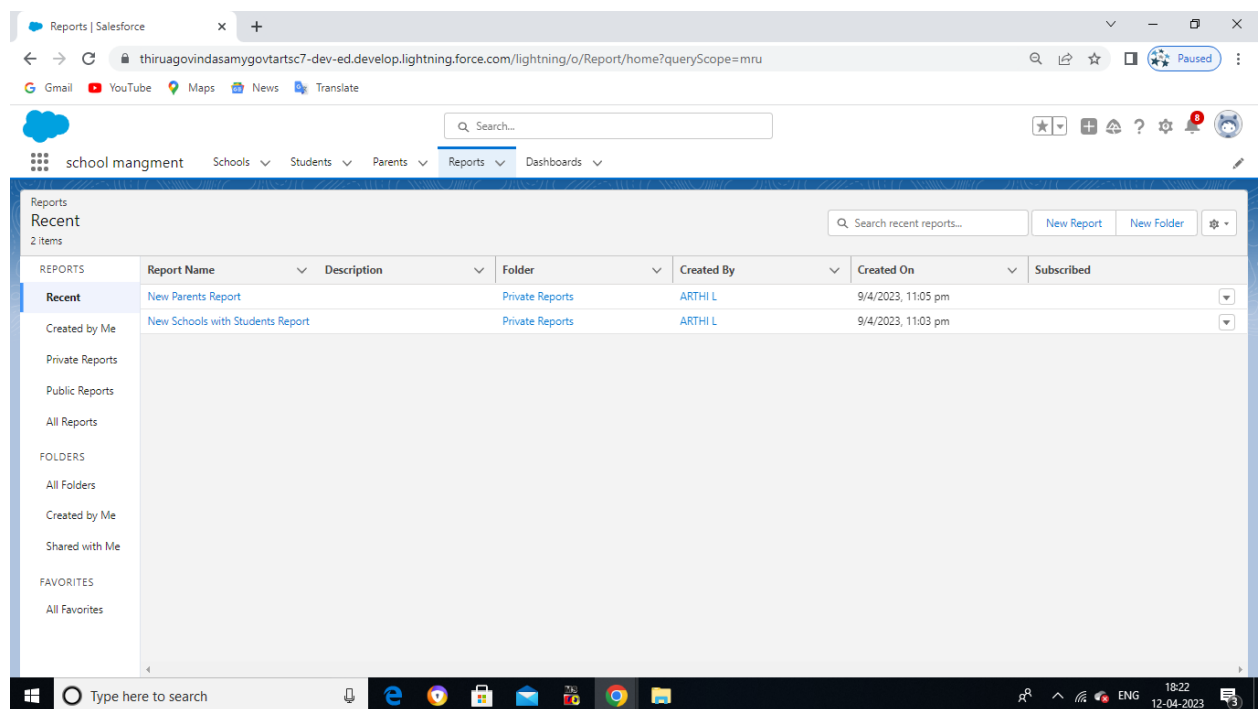 Reports | Salesforce
thiruagovindasamygovtartsc7-dev-ed.develop.lightning.force.com/lightning/o/Report/home?queryScope=mru
Paused
Gmail YouTube Maps News Translate
Search...
8
school mangment Schools Students Parents Reports Dashboards
Reports
Recent
2 items
Search recent reports...
New Report New Folder
REPORTS Report Name Description Folder Created By Created On Subscribed
Recent New Parents Report Private Reports ARTHI L 9/4/2023, 11:05 pm
Created by Me New Schools with Students Report Private Reports ARTHI L 9/4/2023, 11:03 pm
Private Reports
Public Reports
All Reports
FOLDERS
All Folders
Created by Me
Shared with Me
FAVORITES
All Favorites
Type here to search
ENG
18:22
12-04-2023
3